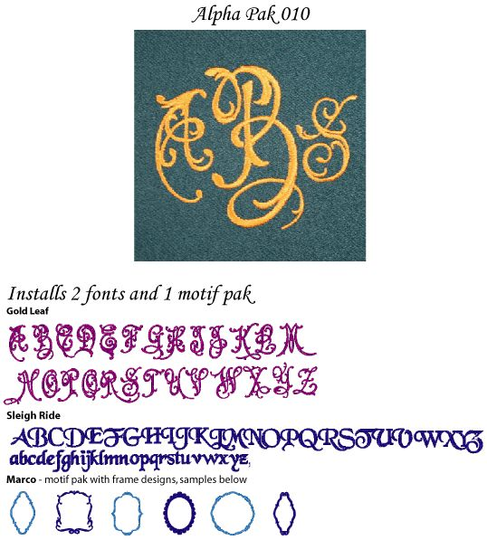 Alpha Pak 010
ABS
Installs 2 fonts and 1 motif pak
Gold Leaf
ABCDEFGHIJKLM
NOPQRSTUVWXYZ
Sleigh Ride
ABCDEFGHIJKLMNOPQRSTUVWXYZ
abcdefghijklmnopqrstuvwxyz
Marco - motif pak with frame designs, samples below